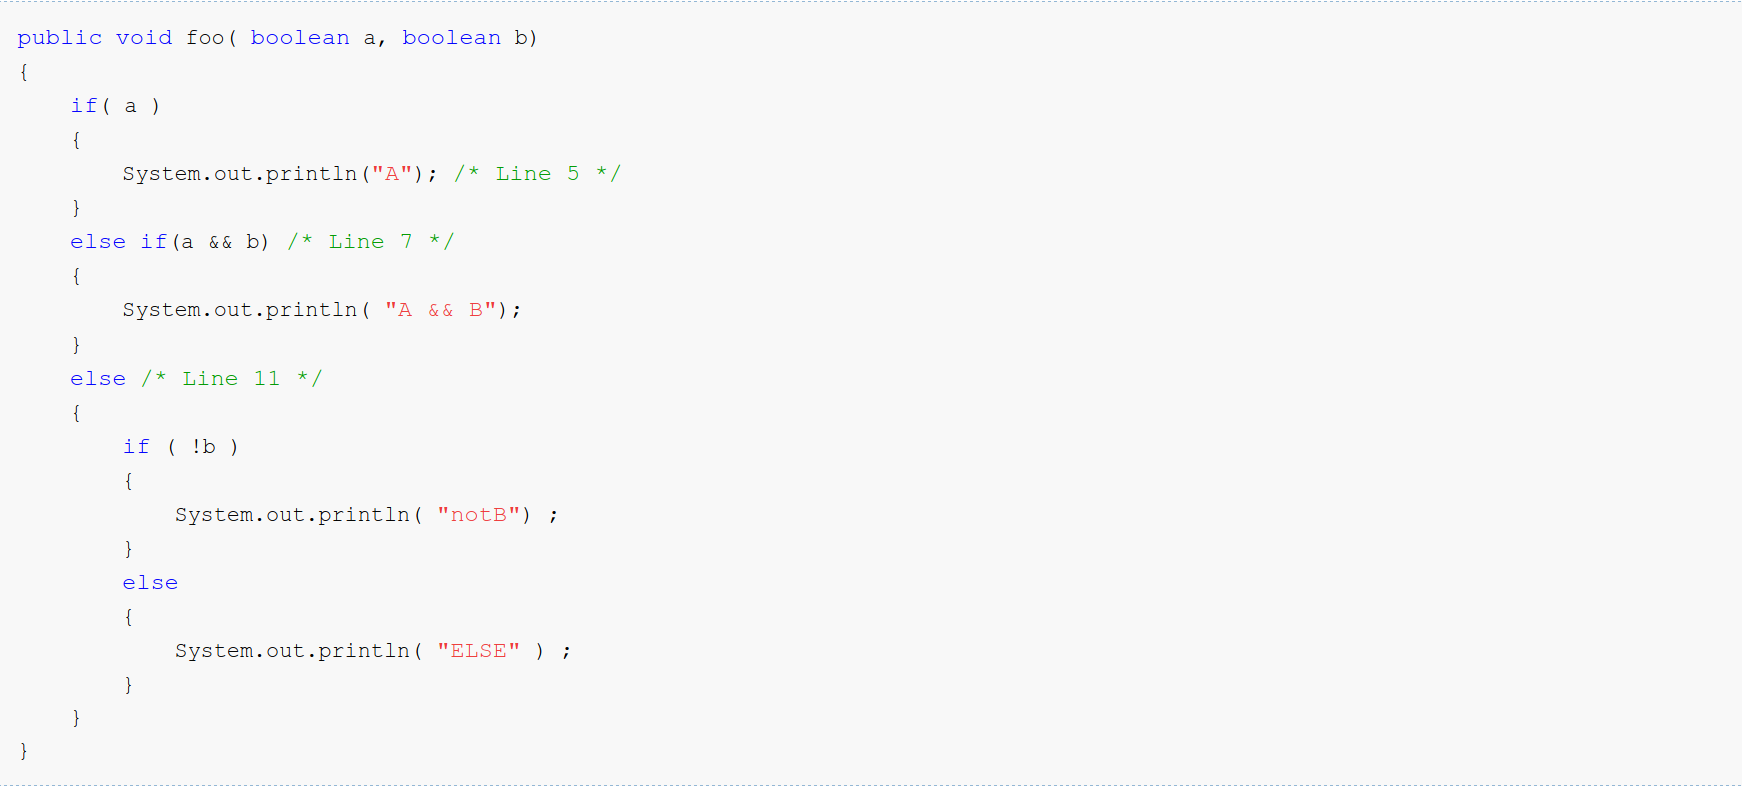 public void foo( boolean a, boolean b)
{
    if( a )
    {
        System.out.println("A"); /* Line 5 */
    }
    else if(a && b) /* Line 7 */
    {
        System.out.println( "A && B");
    }
    else /* Line 11 */
    {
        if ( !b )
        {
            System.out.println( "notB") ;
        }
        else
        {
            System.out.println( "ELSE" ) ;
        }
    }
}